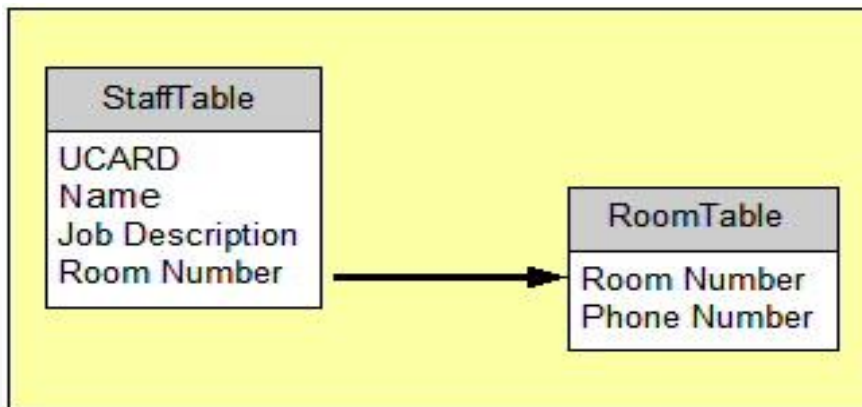 StaffTable
UCARD
Name
Job Description
Room Number
RoomTable
Room Number
Phone Number